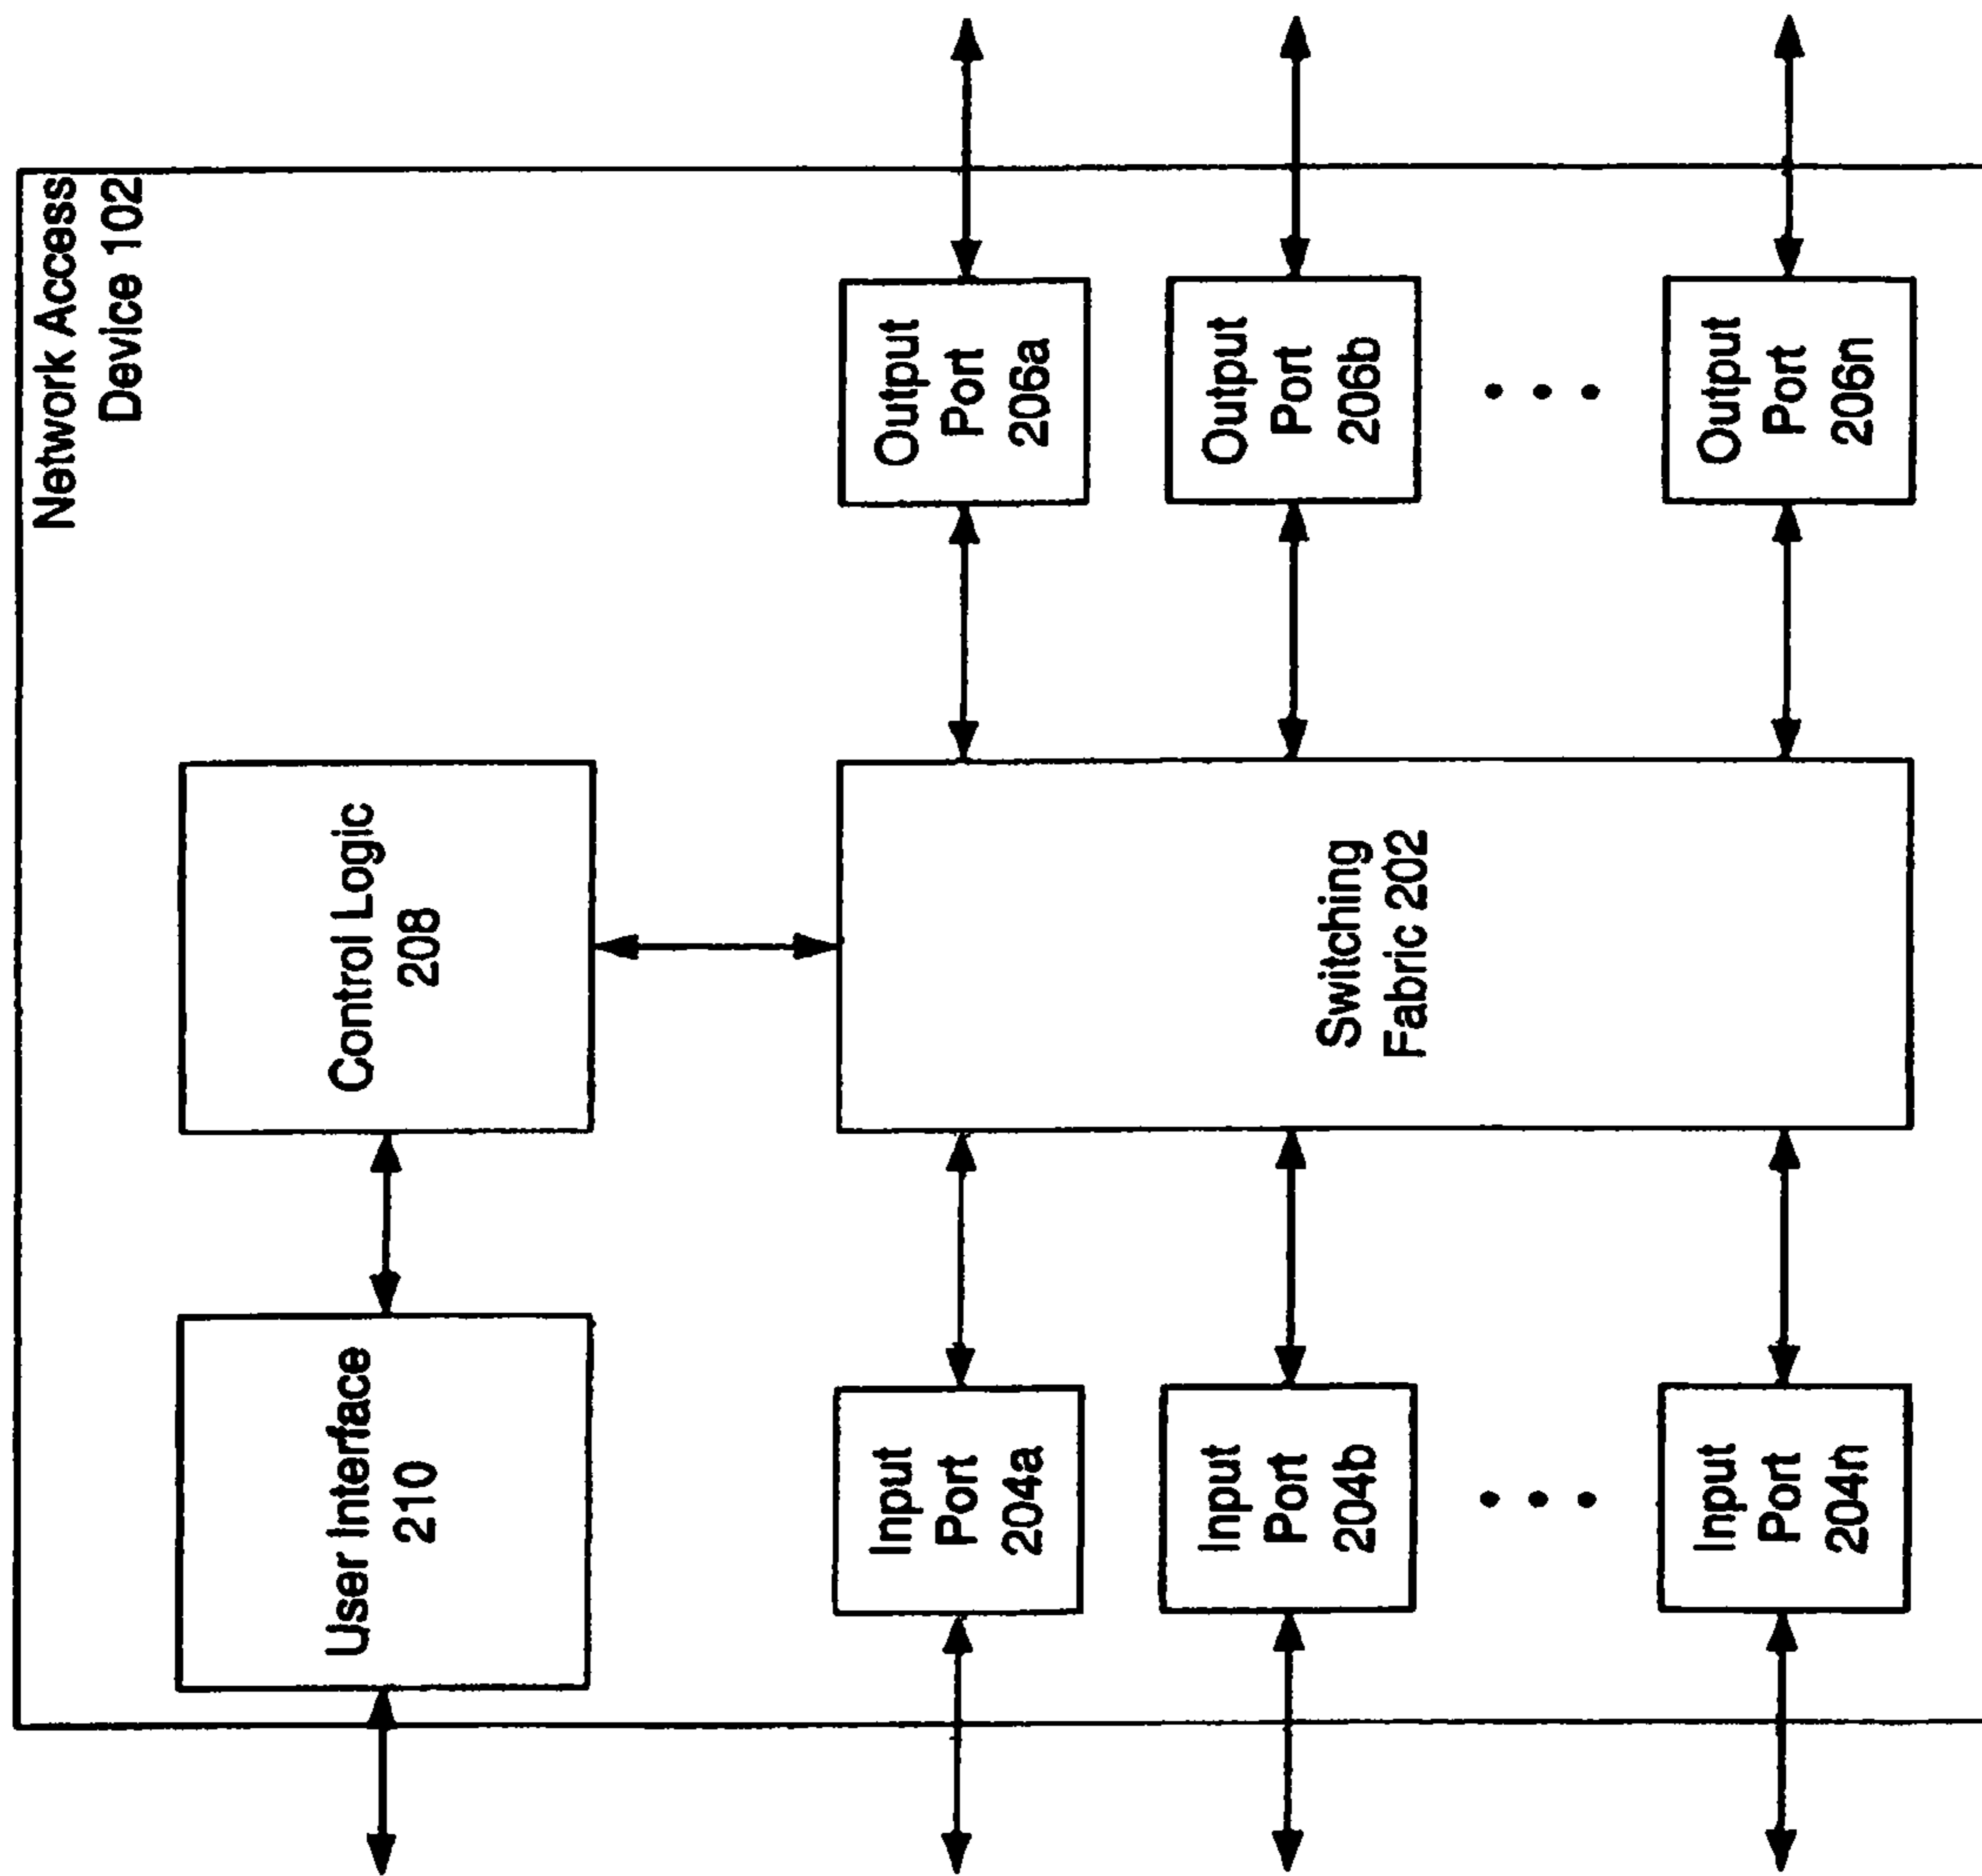 Network Access
Device 102
User Interface
210
Control Logic
208
Input
Port
204a
Switching
Fabric 202
Output
Port
206a
Input
Port
204b
Output
Port
206b
Input
Port
204n
Output
Port
206n